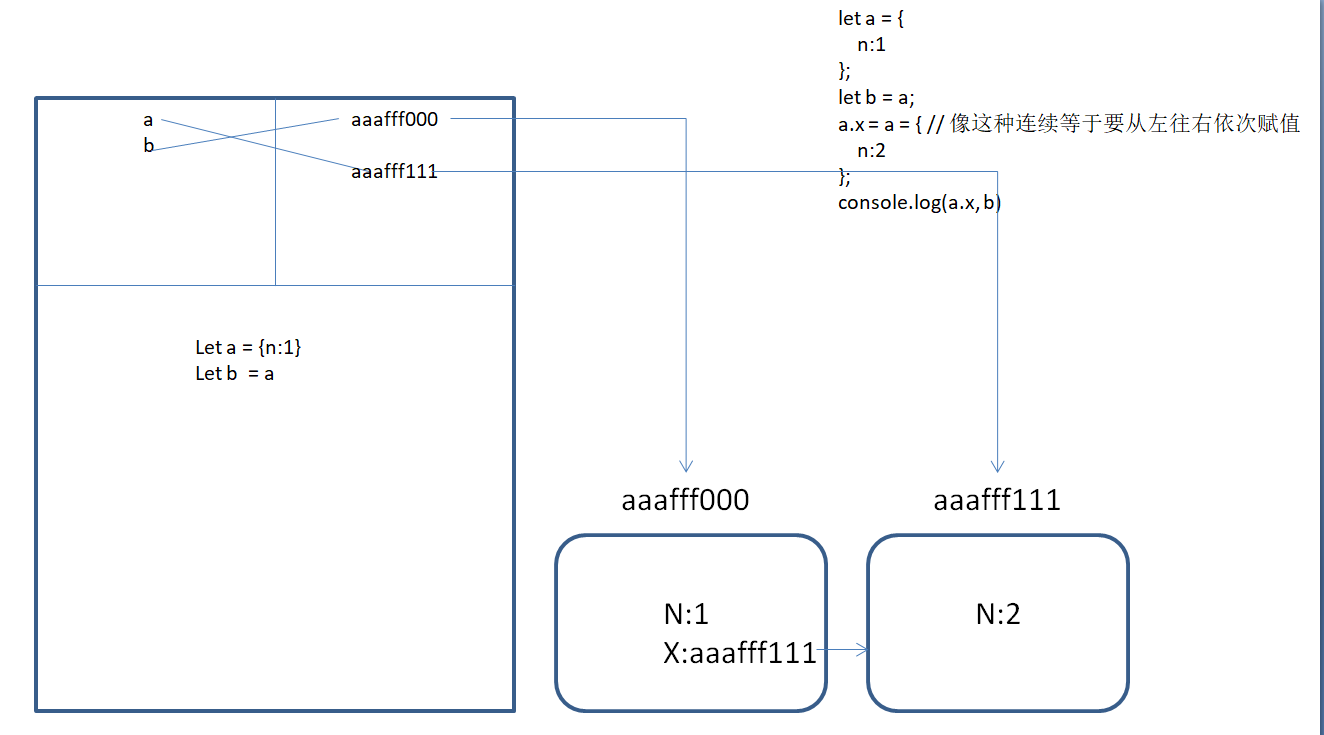 let a = {
n:1
};
let b = a;
a.x = a = { // 像这种连续等于要从左往右依次赋值
n:2
};
console.log(a.x, b)
a
aaafff000
b
aaafff111
Let a = {n:1}
Let b = a
aaafff000
aaafff111
N:1
X:aaafff111
N:2